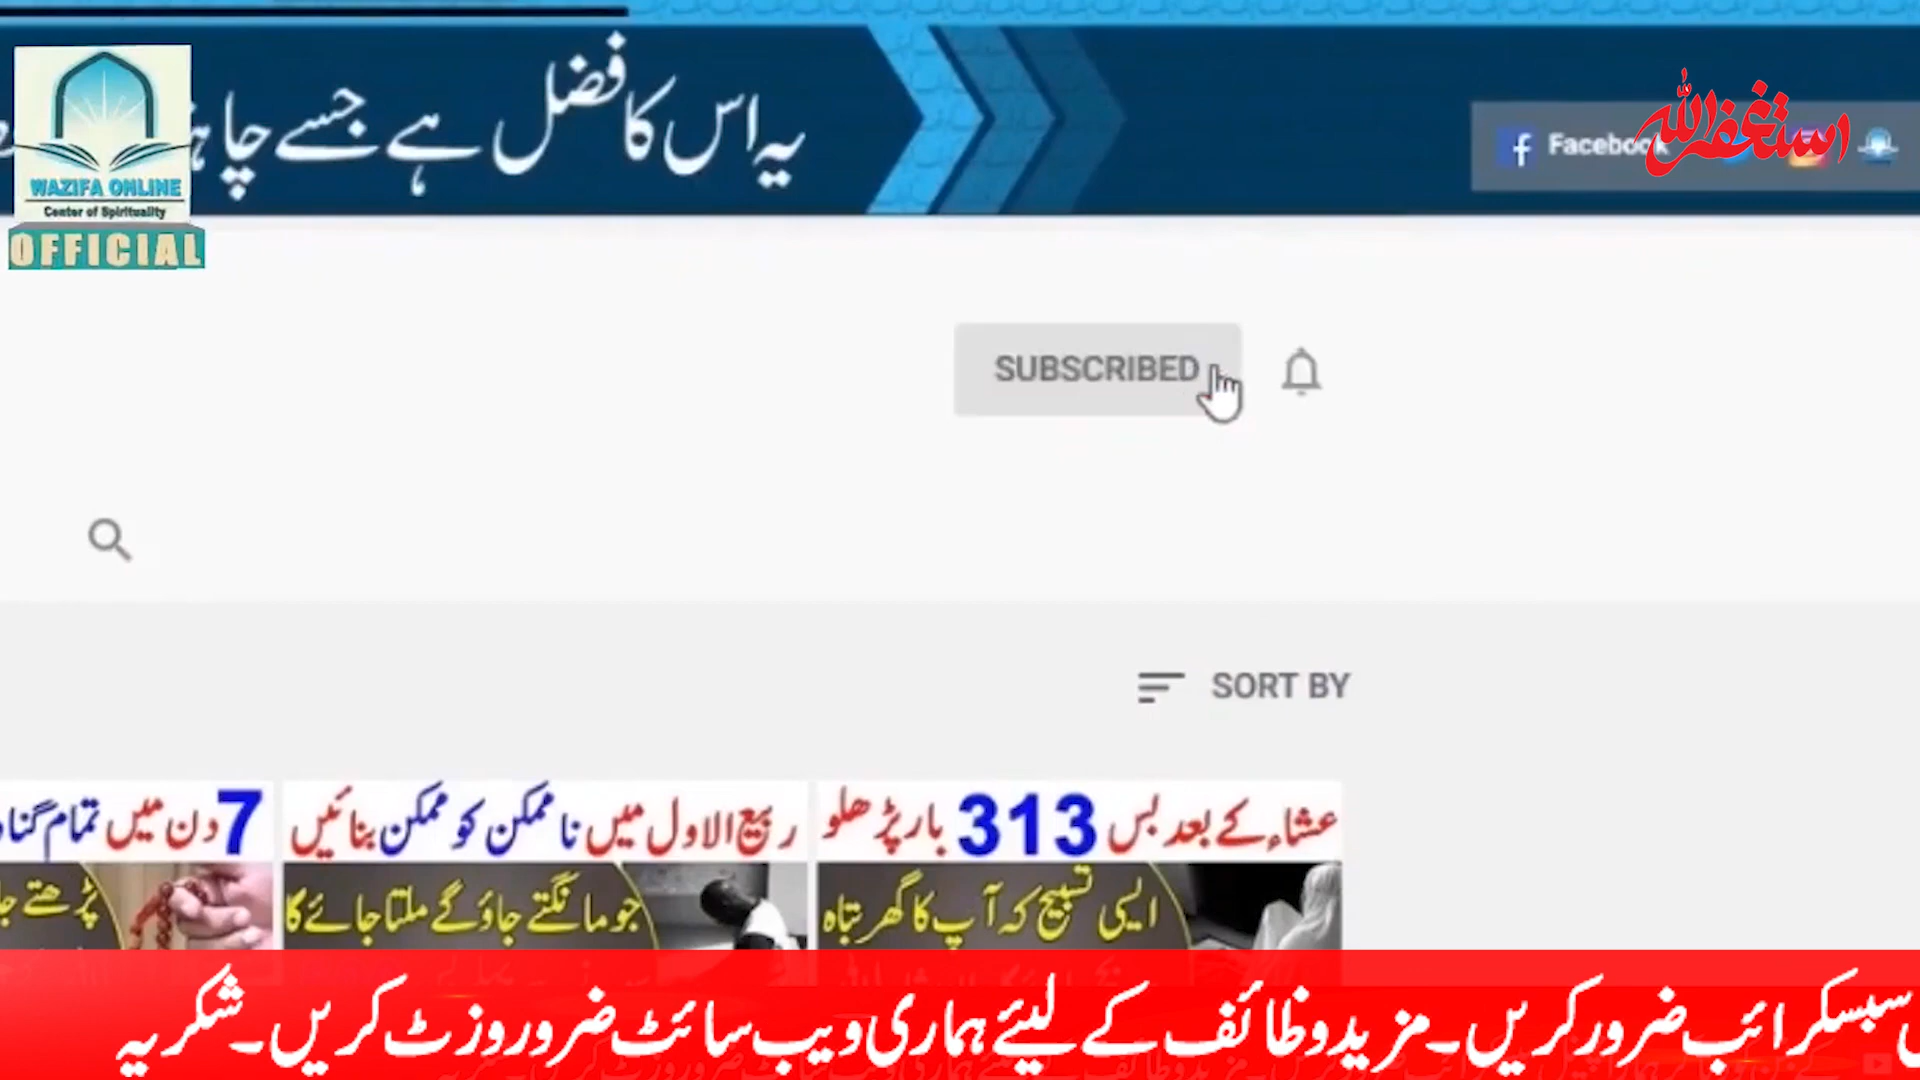 یہ اس کا فضل ہے جسے چاہے
WAZIFA ONLINE
Center of Spirituality
OFFICIAL
Facebook
استغفراللہ
SUBSCRIBED
SORT BY
عشاء کے بعد بس 313 بار پڑھلو
ایسی تسبیح کہ آپ کا گھر تباہ
ربیع الاول میں ناممکن کو ممکن بنائیں
جو مانگتے جاؤ گے ملتا جائے گا
7 دن میں تمام
پڑھتے
سبسکرائب ضرور کریں۔ مزید وظائف کے لیئے ہماری ویب سائٹ ضرور وزٹ کریں۔ شکریہ